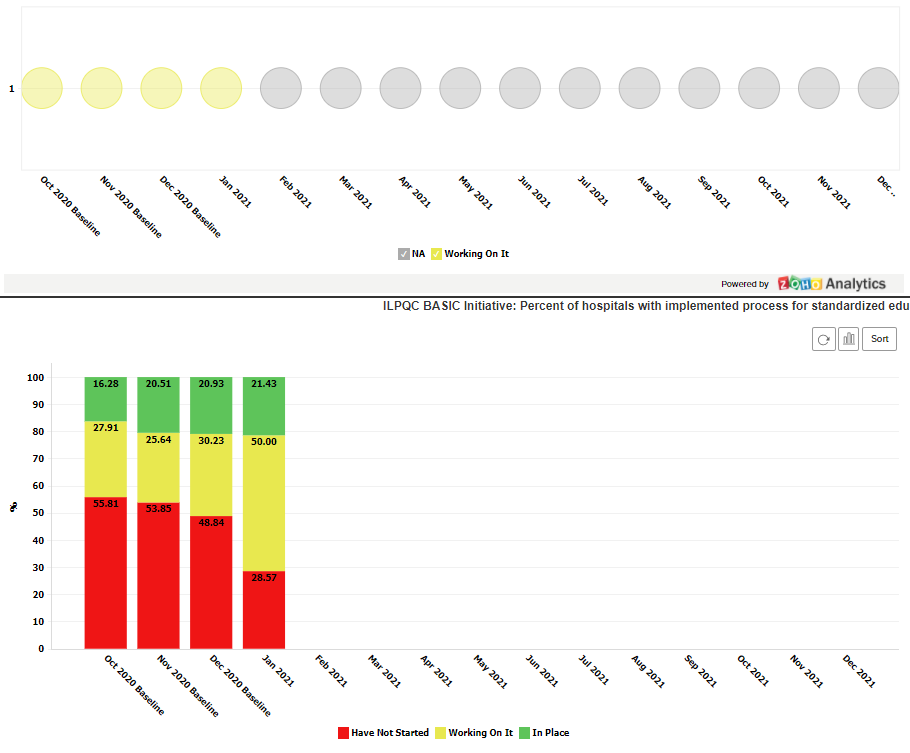 1
Oct 2020 Baseline
Nov 2020 Baseline
Dec 2020 Baseline
Jan 2021
Feb 2021
Mar 2021
Apr 2021
May 2021
Jun 2021
Jul 2021
Aug 2021
Sep 2021
Oct 2021
Nov 2021
Dec ..
NA Working On It
Powered by ZOHO Analytics
ILPQC BASIC Initiative: Percent of hospitals with implemented process for standardized edu
Sort
100
90
80
70
60
50
40
30
20
10
0
%
16.28 20.51 20.93 21.43
27.91 25.64 30.23 50.00
55.81 53.85 48.84 28.57
Oct 2020 Baseline
Nov 2020 Baseline
Dec 2020 Baseline
Jan 2021
Feb 2021
Mar 2021
Apr 2021
May 2021
Jun 2021
Jul 2021
Aug 2021
Sep 2021
Oct 2021
Nov 2021
Dec 2021
Have Not Started Working On It In Place